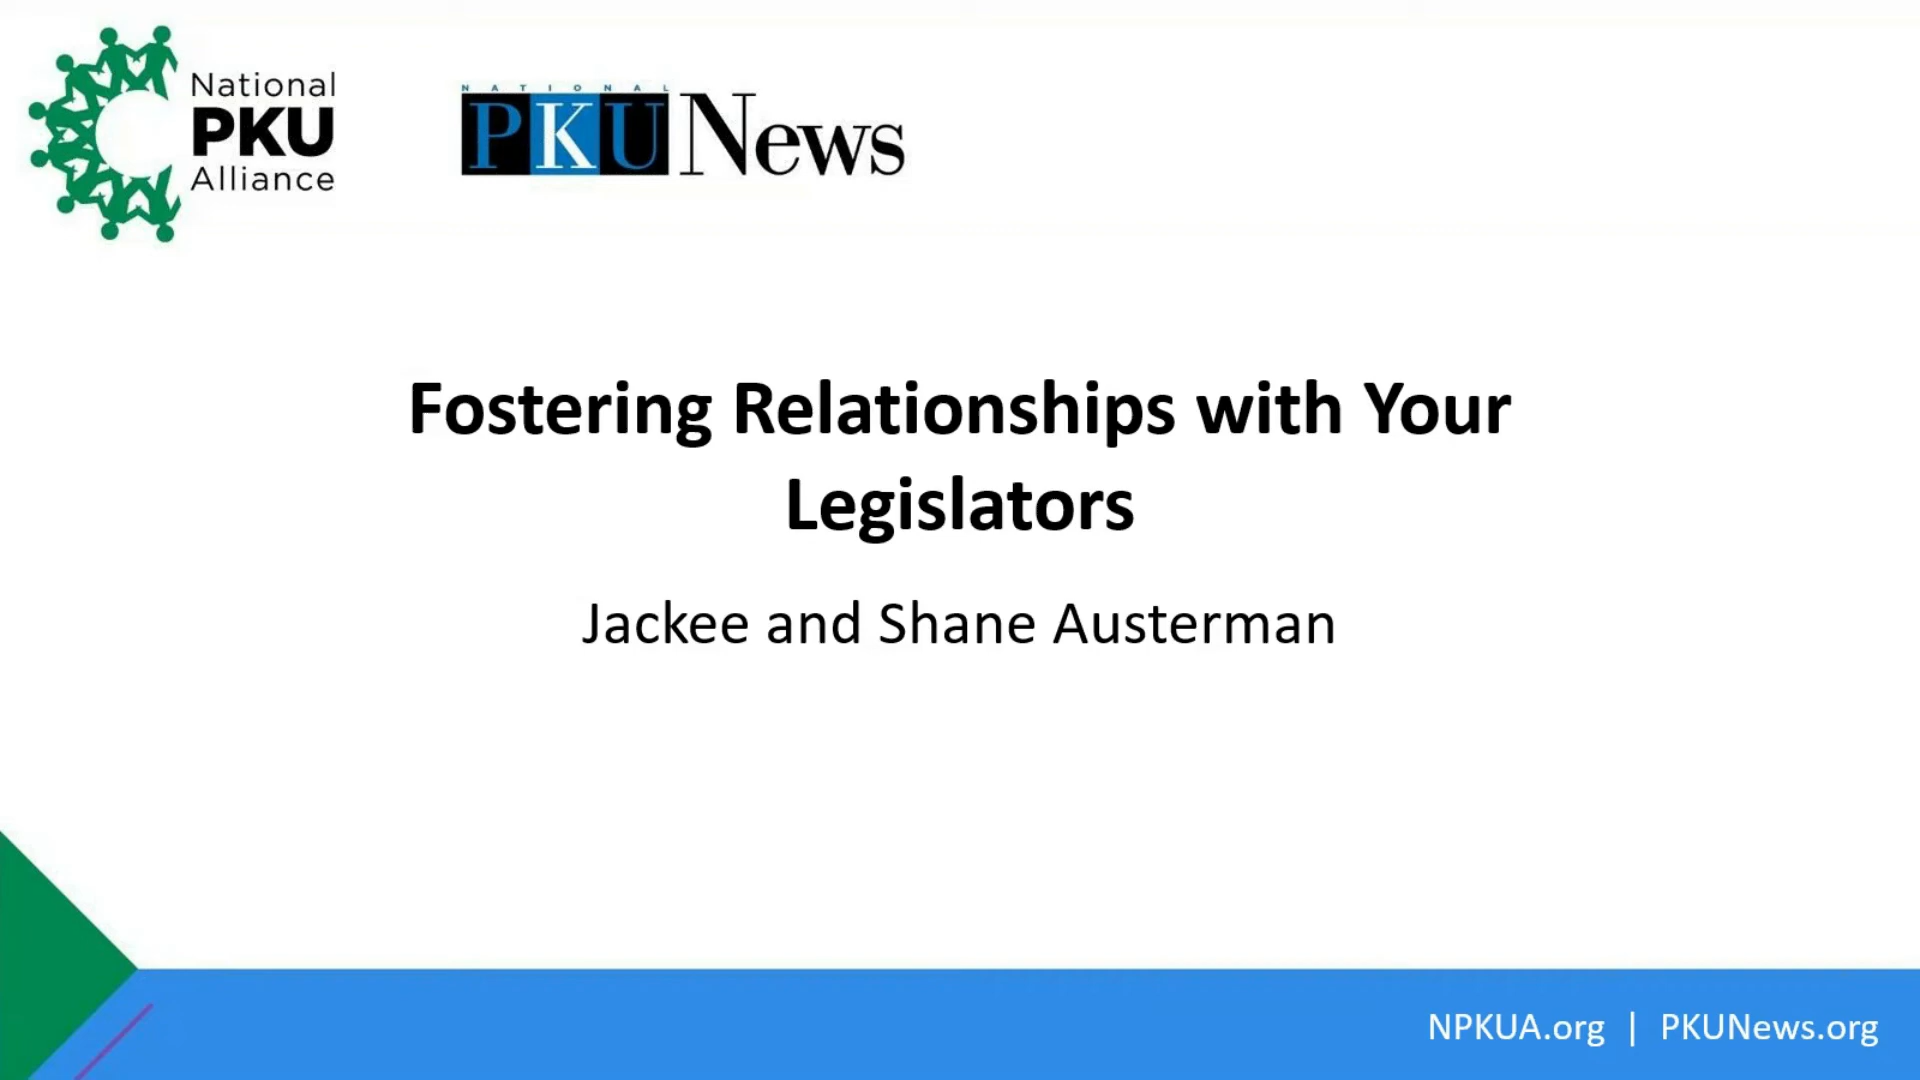 National
PKU
Alliance
NATIONAL
PKU News
Fostering Relationships with Your
Legislators
Jackee and Shane Austerman
NPKUA.org | PKUNews.org